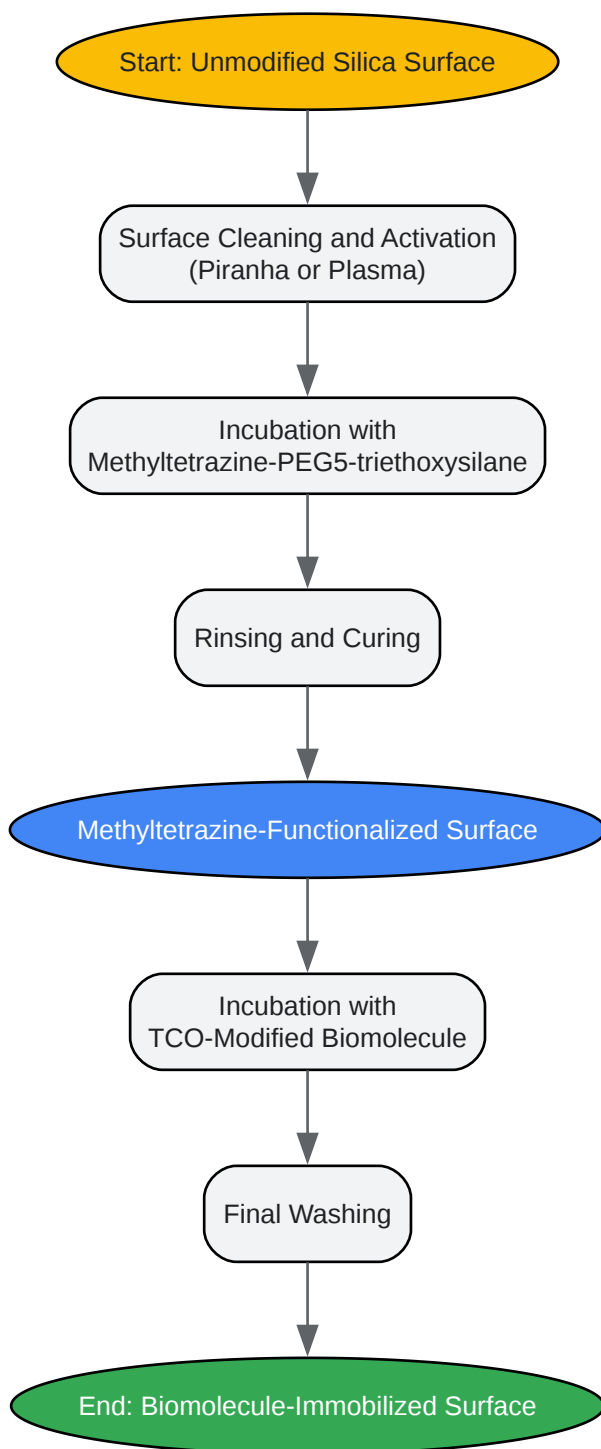 Start: Unmodified Silica Surface
Surface Cleaning and Activation
(Piranha or Plasma)
Incubation with
Methyltetrazine-PEG5-triethoxysilane
Rinsing and Curing
Methyltetrazine-Functionalized Surface
Incubation with
TCO-Modified Biomolecule
Final Washing
End: Biomolecule-Immobilized Surface